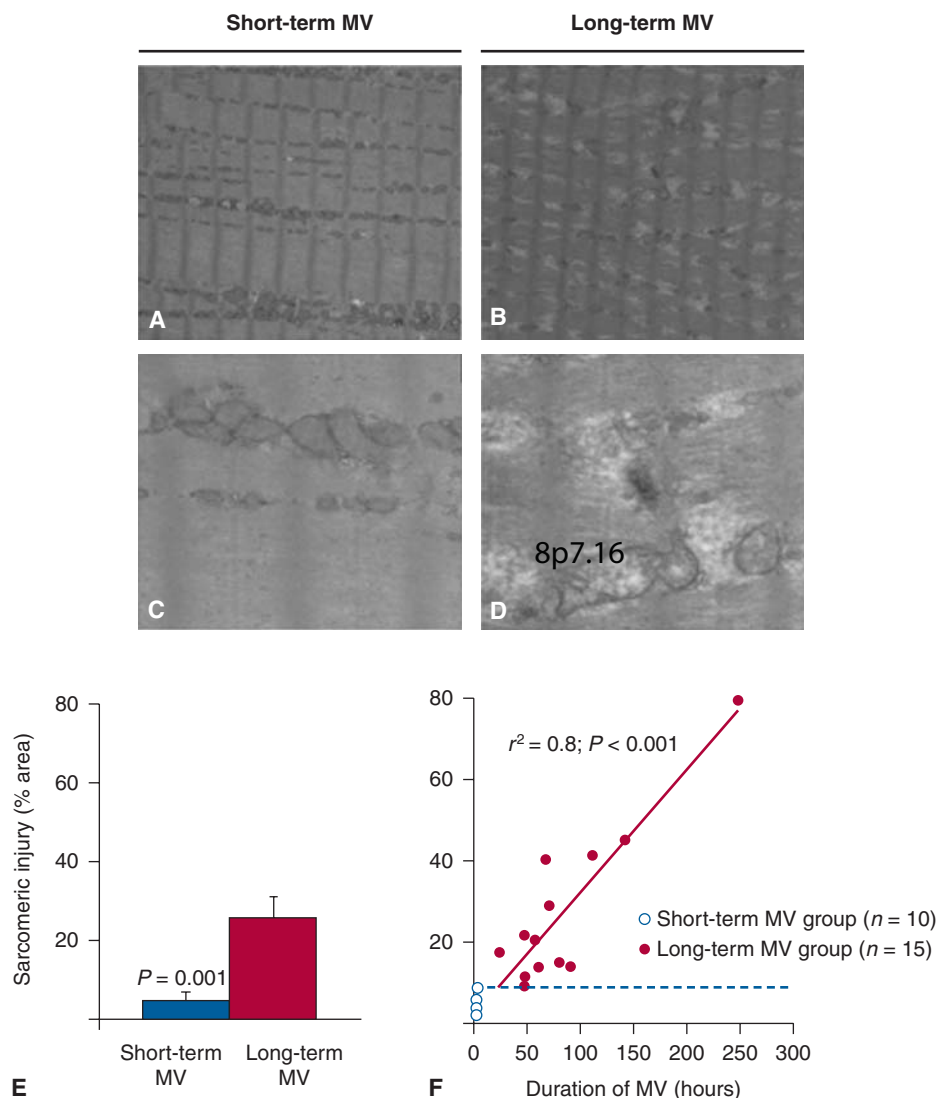 Short-term MV
Long-term MV
A
B
C
D
8p7.16
80
60
40
20
Sarcomeric injury (% area)
P = 0.001
Short-term MV
Long-term MV
E
80
60
40
20
r² = 0.8; P < 0.001
Short-term MV group (n = 10)
Long-term MV group (n = 15)
0 50 100 150 200 250 300
Duration of MV (hours)
F